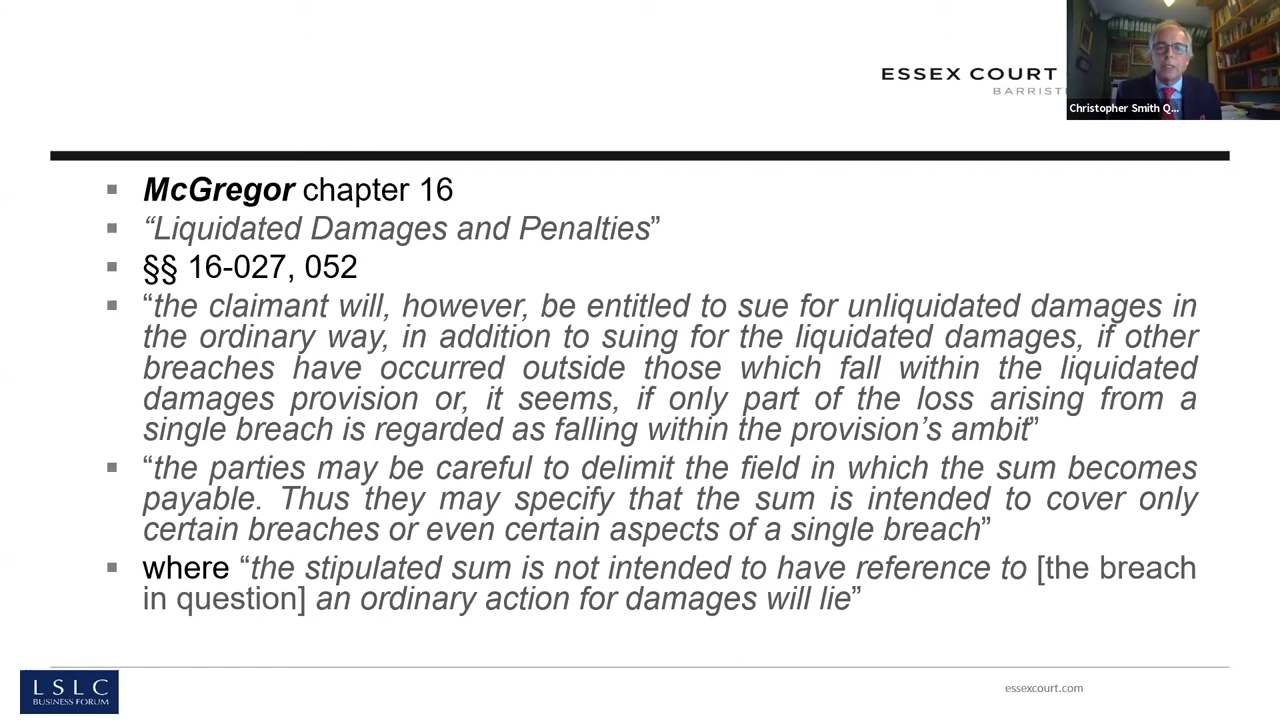 ESSEX COURT
BARRIST
Christopher Smith Q...
McGregor chapter 16
“Liquidated Damages and Penalties”
§§ 16-027, 052
“the claimant will, however, be entitled to sue for unliquidated damages in
the ordinary way, in addition to suing for the liquidated damages, if other
breaches have occurred outside those which fall within the liquidated
damages provision or, it seems, if only part of the loss arising from a
single breach is regarded as falling within the provision’s ambit”
“the parties may be careful to delimit the field in which the sum becomes
payable. Thus they may specify that the sum is intended to cover only
certain breaches or even certain aspects of a single breach”
where “the stipulated sum is not intended to have reference to [the breach
in question] an ordinary action for damages will lie”
LSLC
BUSINESS FORUM
essexcourt.com